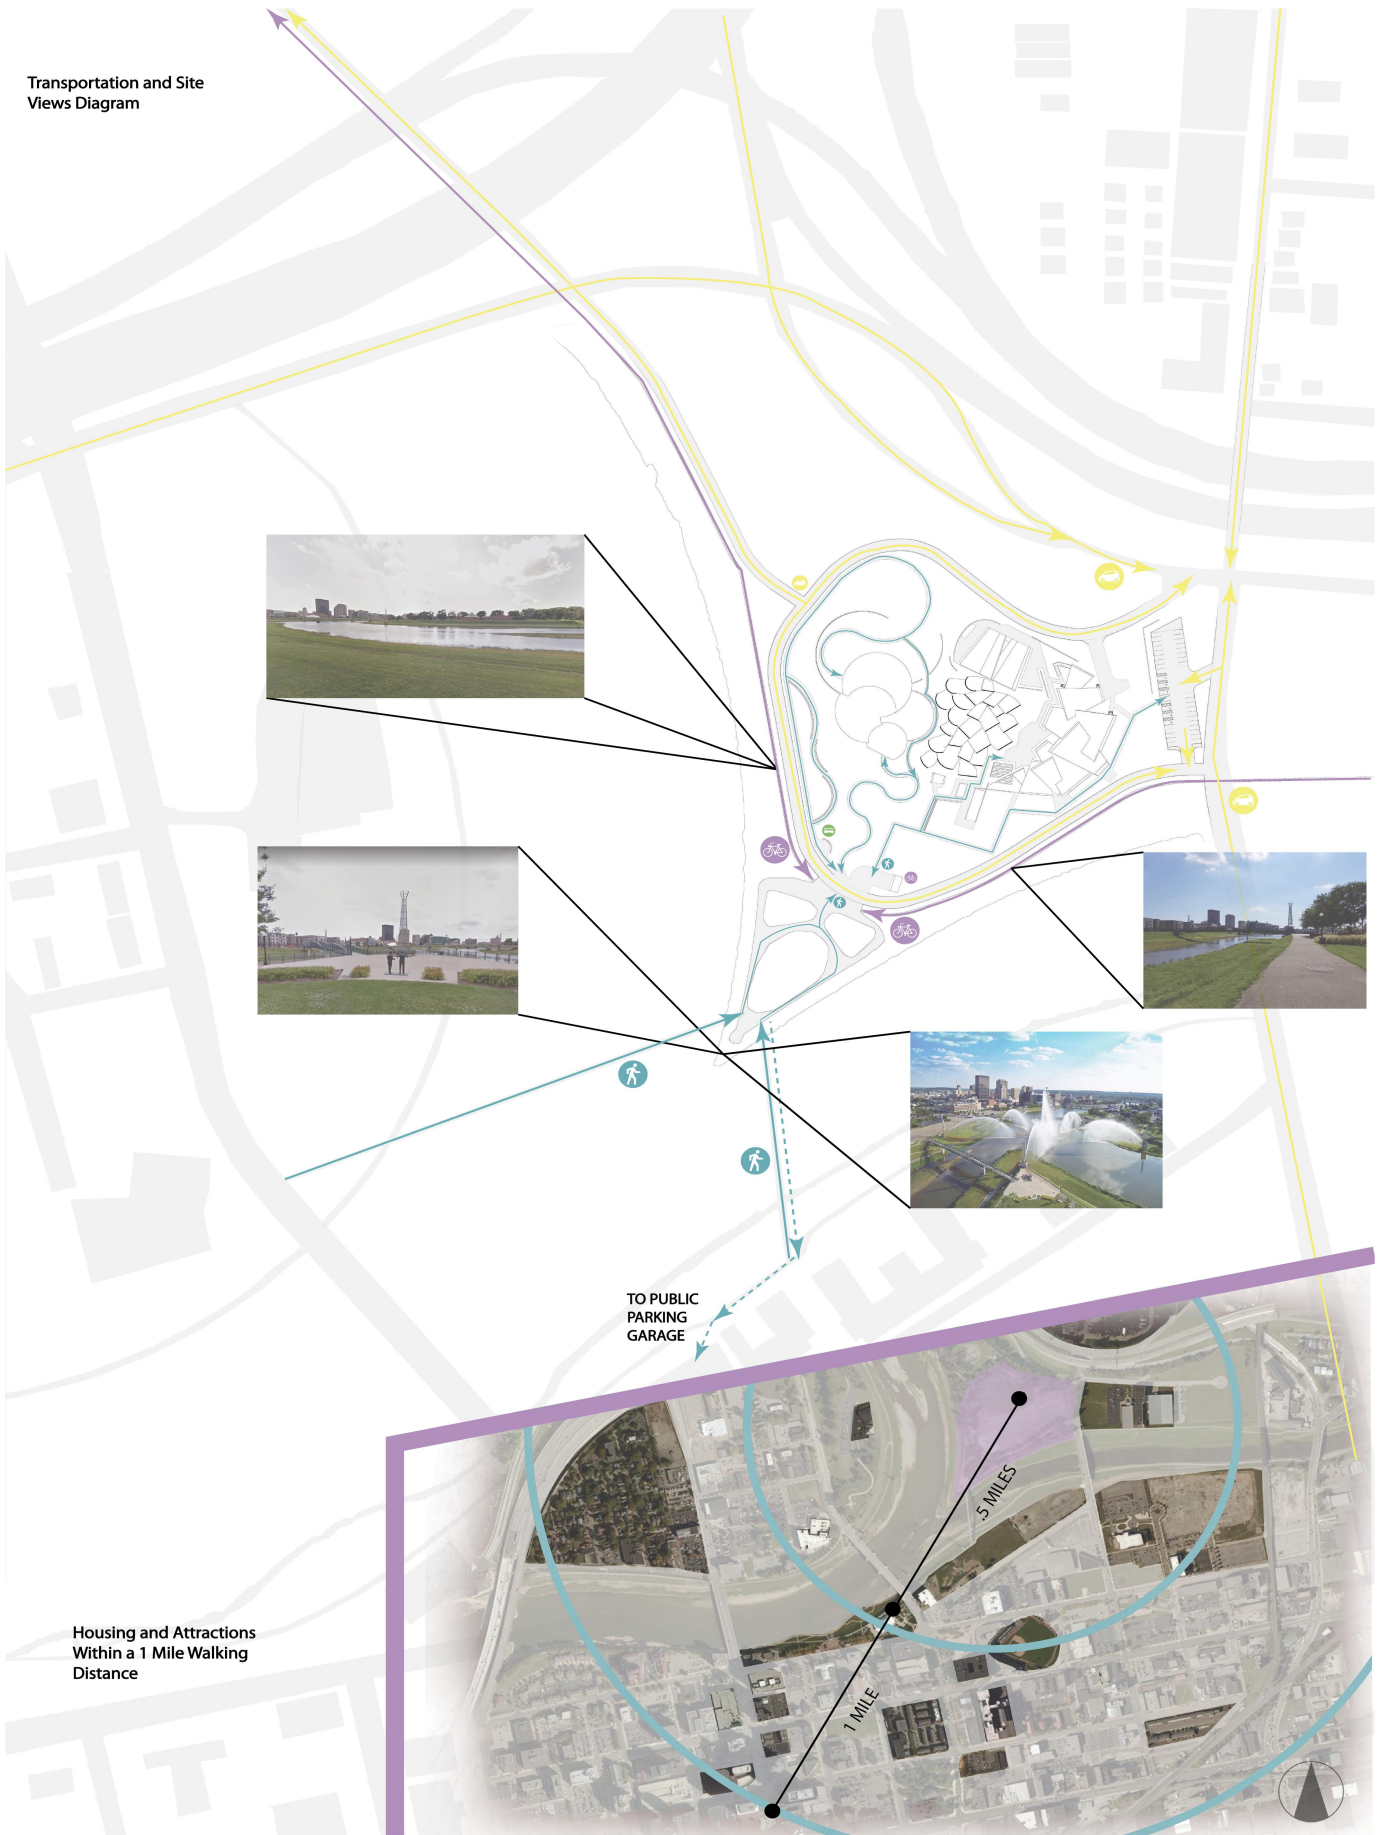 Transportation and Site
Views Diagram
TO PUBLIC
PARKING
GARAGE
.5 MILES
1 MILE
Housing and Attractions
Within a 1 Mile Walking
Distance